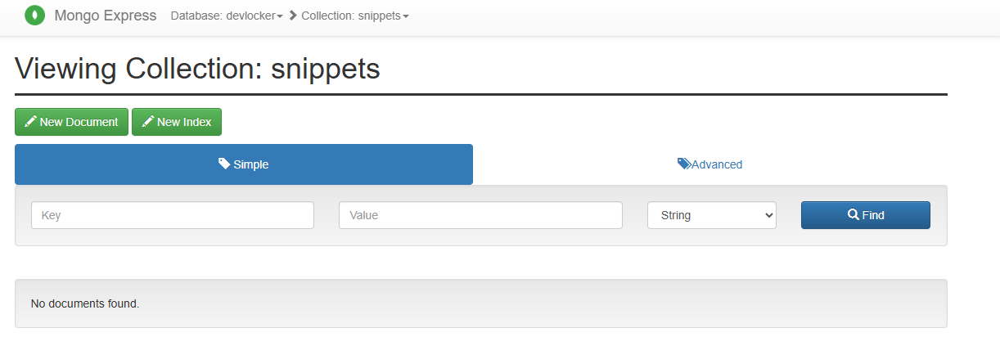 Mongo Express Database: devlocker Collection: snippets
Viewing Collection: snippets
New Document New Index
Simple Advanced
Key Value String Find
No documents found.